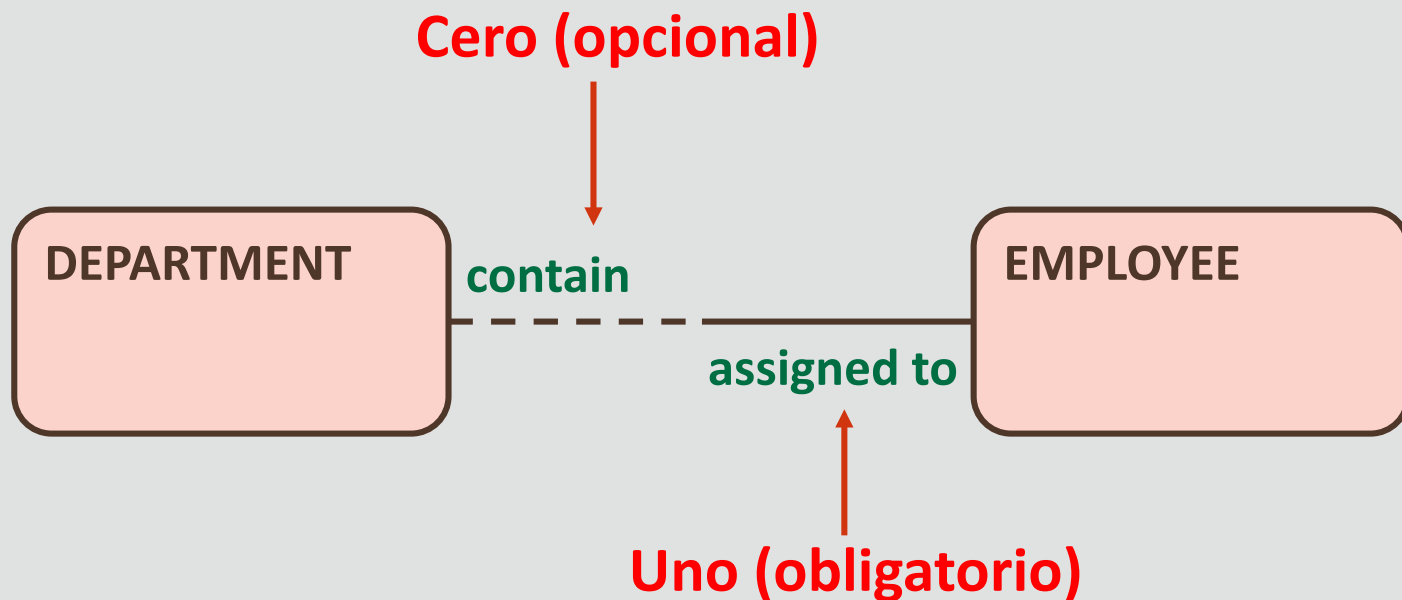 Cero (opcional)
DEPARTMENT
contain
EMPLOYEE
assigned to
Uno (obligatorio)